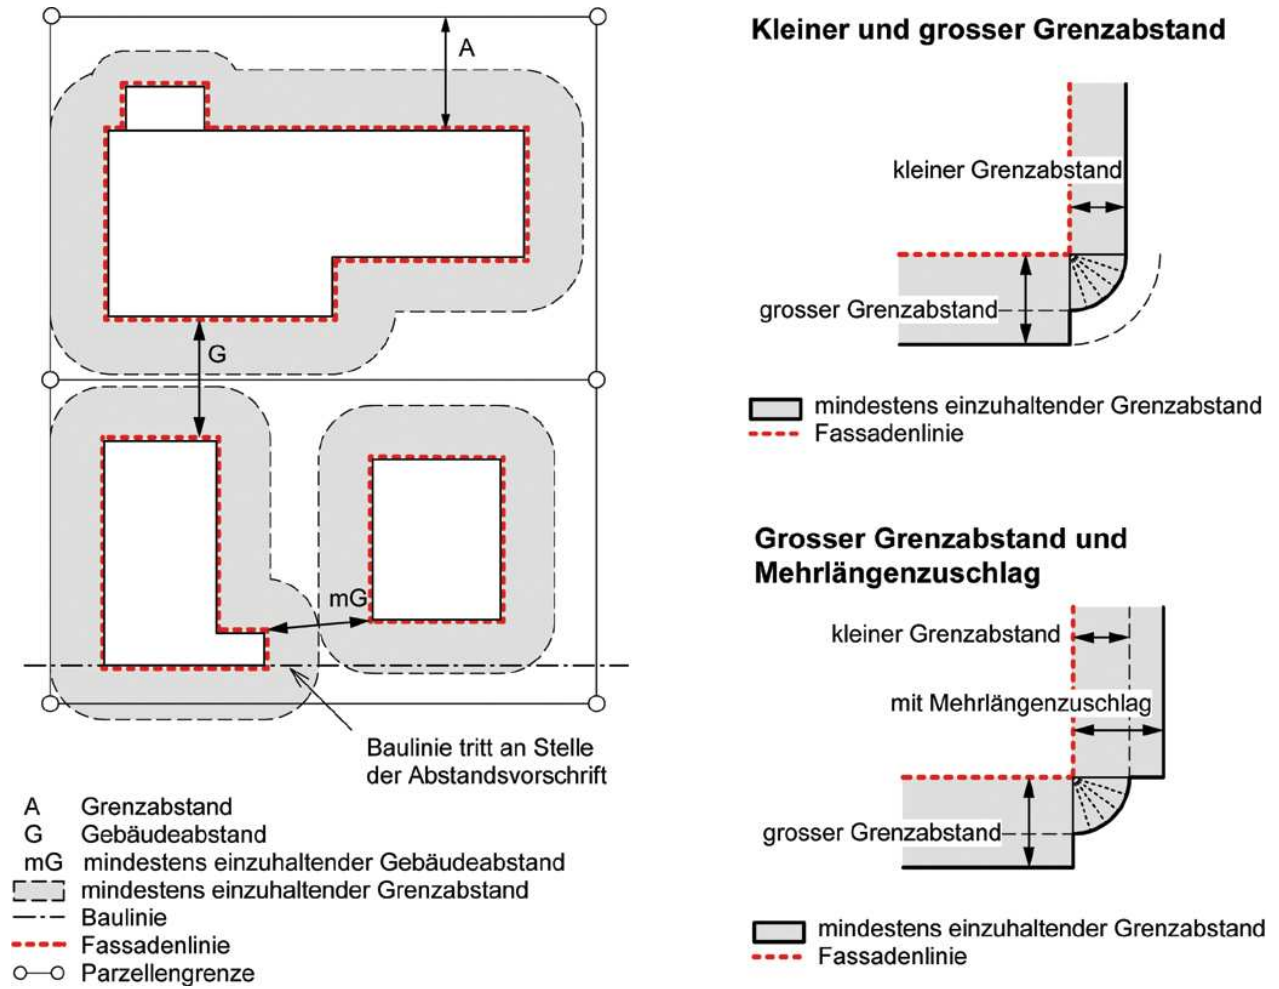 A
G
mG
Baulinie tritt an Stelle
der Abstandsvorschrift
A Grenzabstand
G Gebäudeabstand
mG mindestens einzuhaltender Gebäudeabstand
mindestens einzuhaltender Grenzabstand
Baulinie
Fassadenlinie
Parzellengrenze
Kleiner und grosser Grenzabstand
kleiner Grenzabstand
grosser Grenzabstand
mindestens einzuhaltender Grenzabstand
Fassadenlinie
Grosser Grenzabstand und
Mehrlängenzuschlag
kleiner Grenzabstand
mit Mehrlängenzuschlag
grosser Grenzabstand
mindestens einzuhaltender Grenzabstand
Fassadenlinie